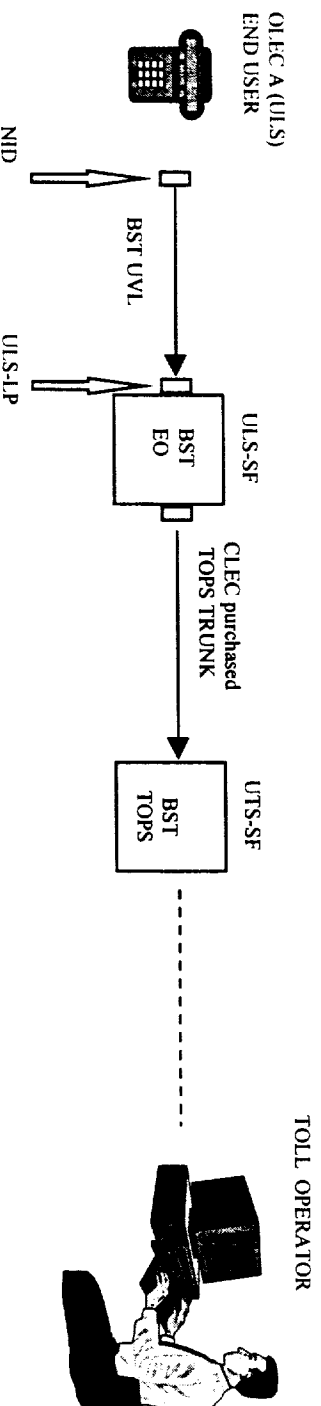 OLEC A (ULS)
END USER
NID
BST UVL
ULS-LP
ULS-SF
BST
EO
CLEC purchased
TOPS TRUNK
UTS-SF
BST
TOPS
TOLL OPERATOR